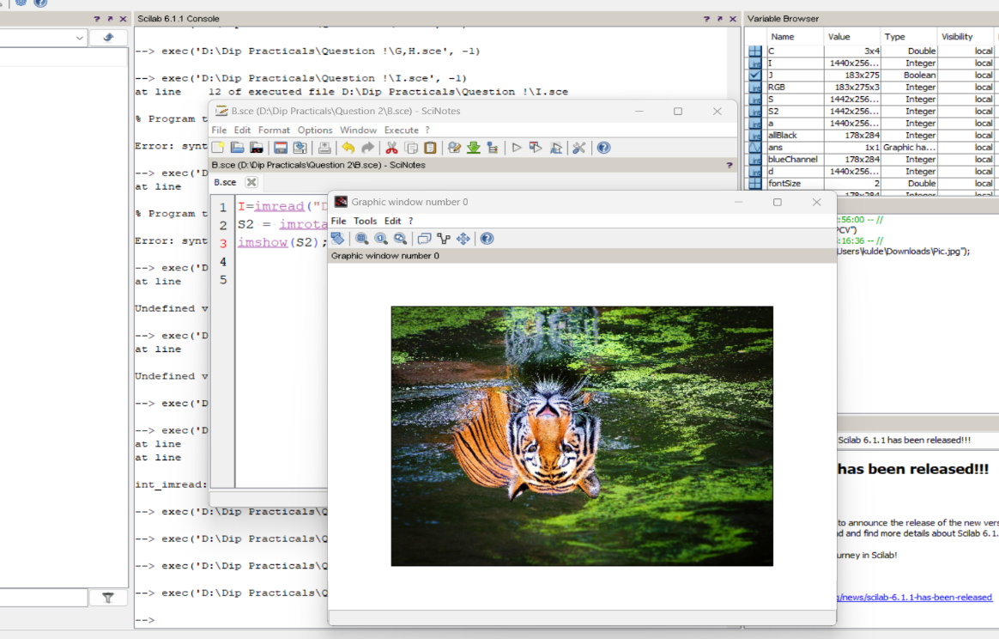 Scilab 6.1.1 Console
--> exec('D:\Dip Practicals\Question !\G,H.sce', -1)
--> exec('D:\Dip Practicals\Question !\I.sce', -1)
at line    12 of executed file D:\Dip Practicals\Question !\I.sce
% Program t
Error: synt
--> exec('D
at line
% Program t
Error: synt
--> exec('D
at line
Undefined v
--> exec('D
at line
Undefined v
--> exec('D
--> exec('D
at line
at line
int_imread:
--> exec('D:\Dip Practicals\Q
--> exec('D:\Dip Practicals\Q
--> exec('D:\Dip Practicals\Q
--> exec('D:\Dip Practicals\Q
-->
B.sce (D:\Dip Practicals\Question 2\B.sce) - SciNotes
File Edit Format Options Window Execute ?
B.sce (D:\Dip Practicals\Question 2\B.sce) - SciNotes
B.sce
1 I=imread("D
2 S2 = imrota
3 imshow(S2);
4
5
Graphic window number 0
File Tools Edit ?
Graphic window number 0
Variable Browser
Name Value Type Visibility
C 3x4 Double local
I 1440x256... Integer local
J 183x275 Boolean local
RGB 183x275x3 Integer local
S 1442x256... Integer local
S2 1442x256... Integer local
a 1440x256... Integer local
allBlack 178x284 Integer local
ans 1x1 Graphic ha... local
blueChannel 178x284 Integer local
d 1440x256... Integer local
fontSize 2 Double local
:56:00 -- //
PCV")
:16:36 -- //
Users\kulde\Downloads\Pic.jpg");
Scilab 6.1.1 has been released!!!
has been released!!!
to announce the release of the new vers
d and find more details about Scilab 6.1.
urney in Scilab!
/news/scilab-6.1.1-has-been-released